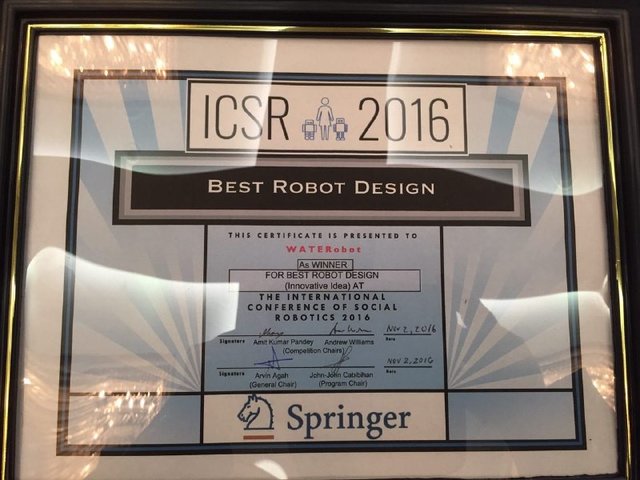 ICSR 2016
BEST ROBOT DESIGN
THIS CERTIFICATE IS PRESENTED TO
WATERobot
As WINNER
FOR BEST ROBOT DESIGN
(Innovative Idea) AT
THE INTERNATIONAL
CONFERENCE OF SOCIAL
ROBOTICS 2016
Nov 2, 2016
Signature Amit Kumar Pandey Andrew Williams Date
(Competition Chairs)
Nov 2, 2016
Signature Arvin Agah John-John Cabibihan Date
(General Chair) (Program Chair)
Springer